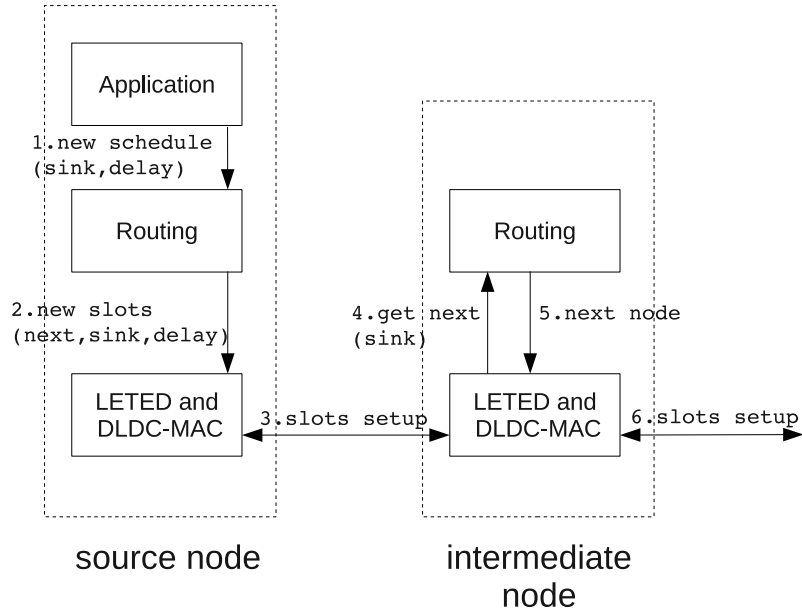 Application
1.new schedule
(sink,delay)
Routing
2.new slots
(next,sink,delay)
LETED and
DLDC-MAC
3.slots setup
Routing
4.get next
(sink)
5.next node
LETED and
DLDC-MAC
6.slots setup
source node
intermediate
node